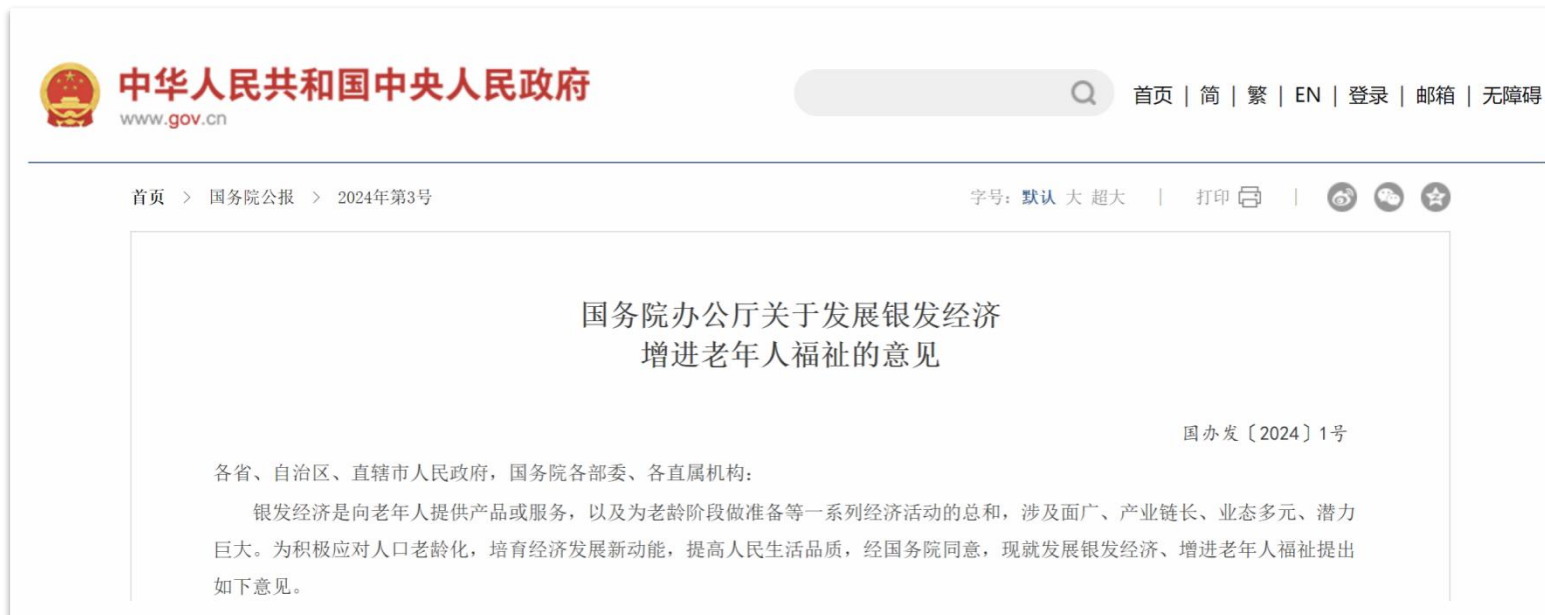 中华人民共和国中央人民政府
www.gov.cn
首页 | 简 | 繁 | EN | 登录 | 邮箱 | 无障碍
首页 > 国务院公报 > 2024年第3号
字号：默认 大 超大 | 打印 |
国务院办公厅关于发展银发经济
增进老年人福祉的意见
国办发〔2024〕1号
各省、自治区、直辖市人民政府，国务院各部委、各直属机构：
银发经济是向老年人提供产品或服务，以及为老龄阶段做准备等一系列经济活动的总和，涉及面广、产业链长、业态多元、潜力
巨大。为积极应对人口老龄化，培育经济发展新动能，提高人民生活品质，经国务院同意，现就发展银发经济、增进老年人福祉提出
如下意见。